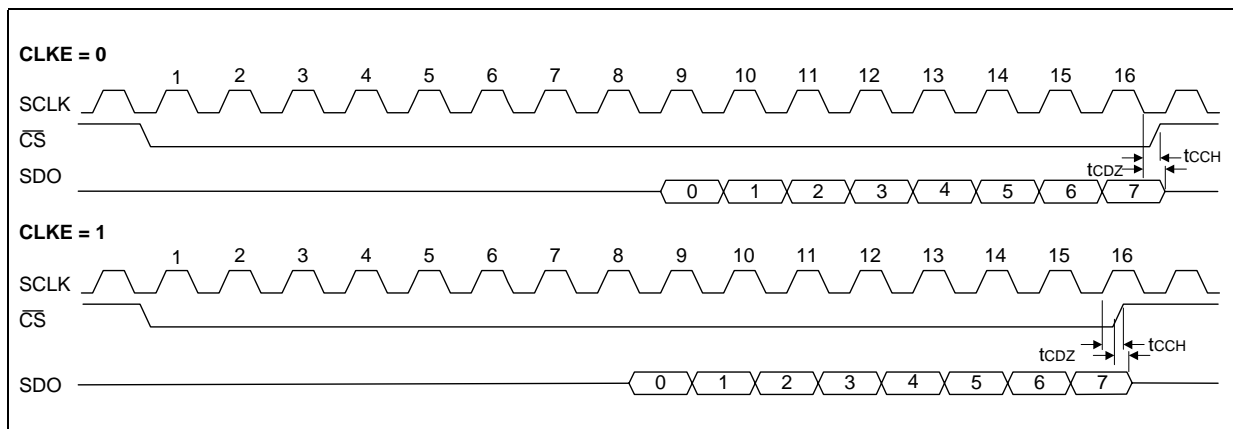 CLKE = 0
1 2 3 4 5 6 7 8 9 10 11 12 13 14 15 16
SCLK
CS
tCDZ tCCH
SDO
0 1 2 3 4 5 6 7
CLKE = 1
1 2 3 4 5 6 7 8 9 10 11 12 13 14 15 16
SCLK
CS
tCDZ tCCH
SDO
0 1 2 3 4 5 6 7